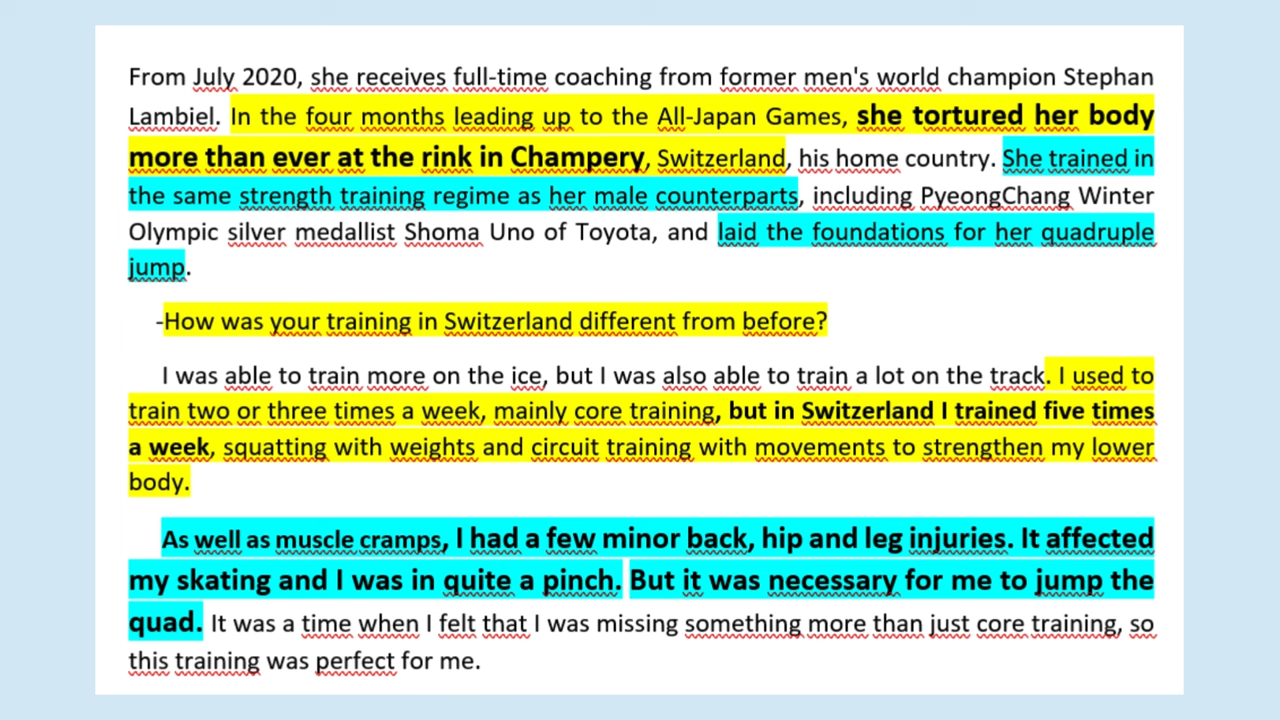 From July 2020, she receives full-time coaching from former men's world champion Stephan
Lambiel. In the four months leading up to the All-Japan Games, she tortured her body
more than ever at the rink in Champery, Switzerland, his home country. She trained in
the same strength training regime as her male counterparts, including PyeongChang Winter
Olympic silver medallist Shoma Uno of Toyota, and laid the foundations for her quadruple
jump.
-How was your training in Switzerland different from before?
I was able to train more on the ice, but I was also able to train a lot on the track. I used to
train two or three times a week, mainly core training, but in Switzerland I trained five times
a week, squatting with weights and circuit training with movements to strengthen my lower
body.
As well as muscle cramps, I had a few minor back, hip and leg injuries. It affected
my skating and I was in quite a pinch. But it was necessary for me to jump the
quad. It was a time when I felt that I was missing something more than just core training, so
this training was perfect for me.